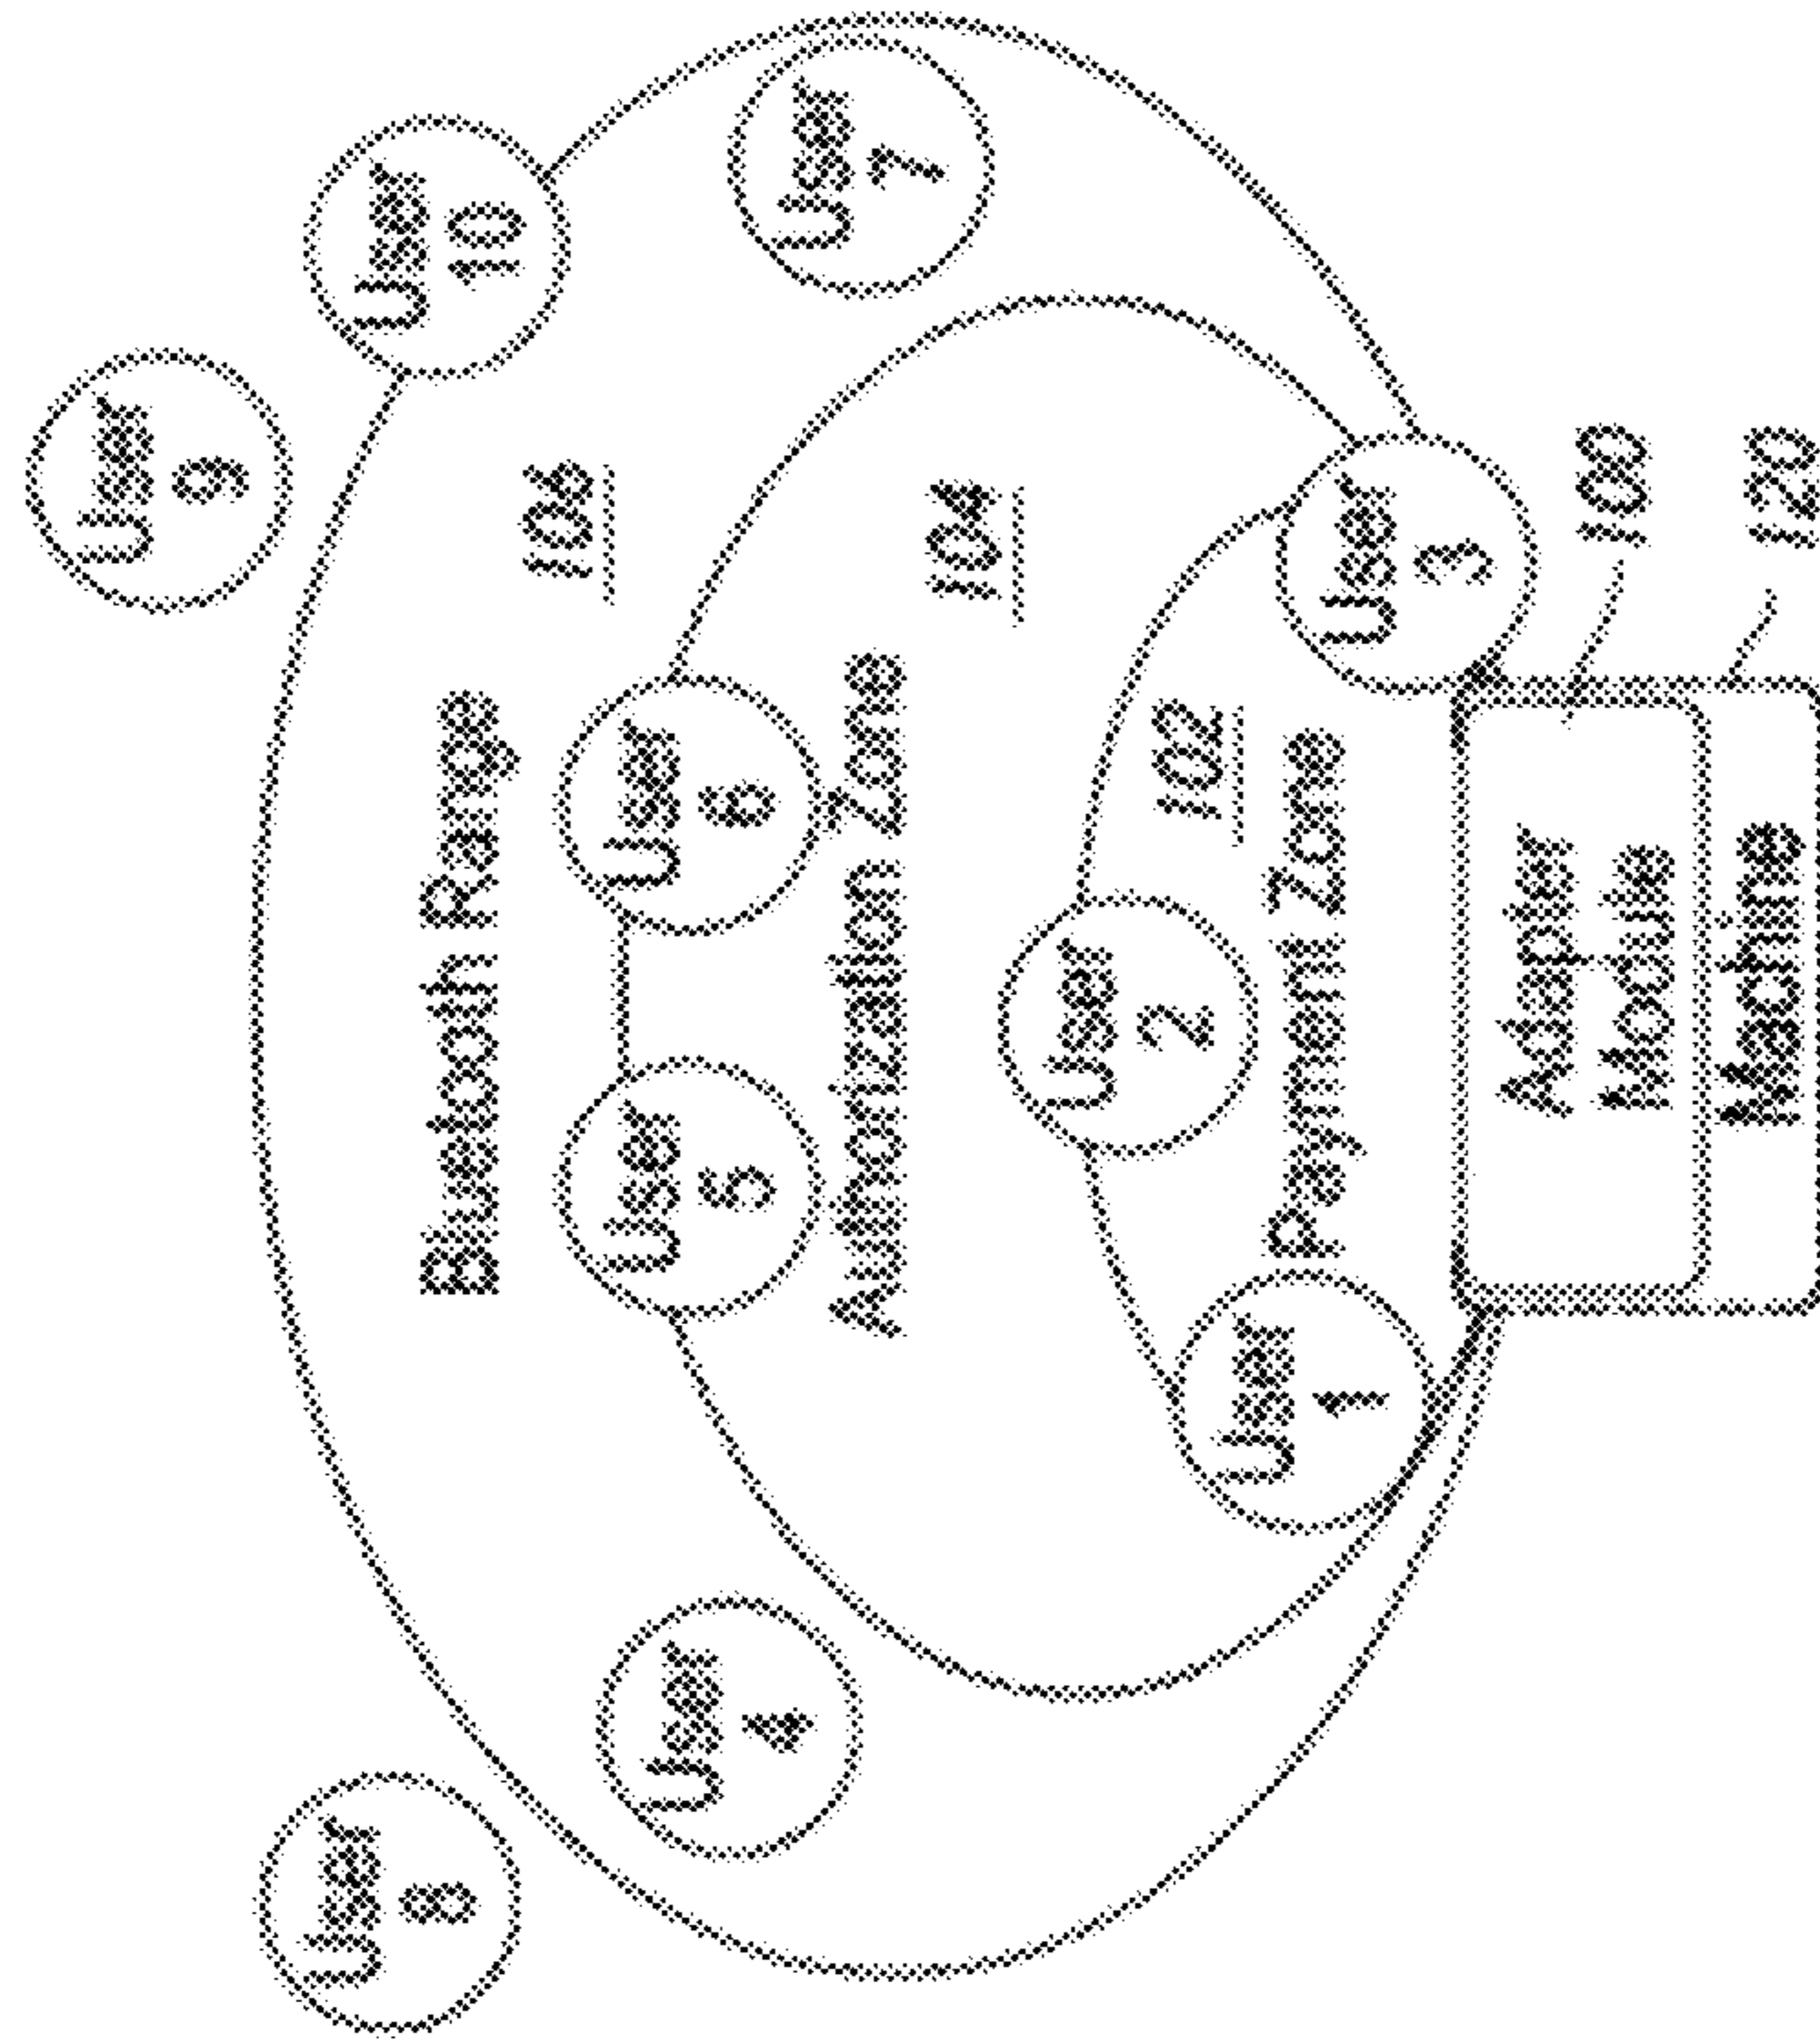 User
9
User
10
User
8
Bluetooth Range
106
User
4
User
5
User
6
User
7
Authorization Zone
104
User
2
102
User
1
Payment Zone
User
3
Adapter
Module
100
Machine
120